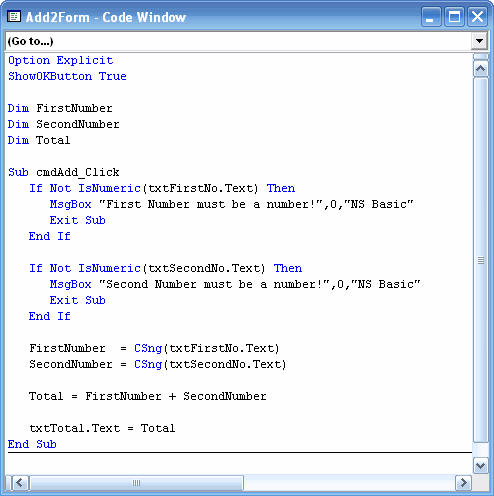 Add2Form - Code Window
(Go to...)
Option Explicit
ShowOKButton True
Dim FirstNumber
Dim SecondNumber
Dim Total
Sub cmdAdd_Click
If Not IsNumeric(txtFirstNo.Text) Then
MsgBox "First Number must be a number!",0,"NS Basic"
Exit Sub
End If
If Not IsNumeric(txtSecondNo.Text) Then
MsgBox "Second Number must be a number!",0,"NS Basic"
Exit Sub
End If
FirstNumber  = CSng(txtFirstNo.Text)
SecondNumber = CSng(txtSecondNo.Text)
Total = FirstNumber + SecondNumber
txtTotal.Text = Total
End Sub